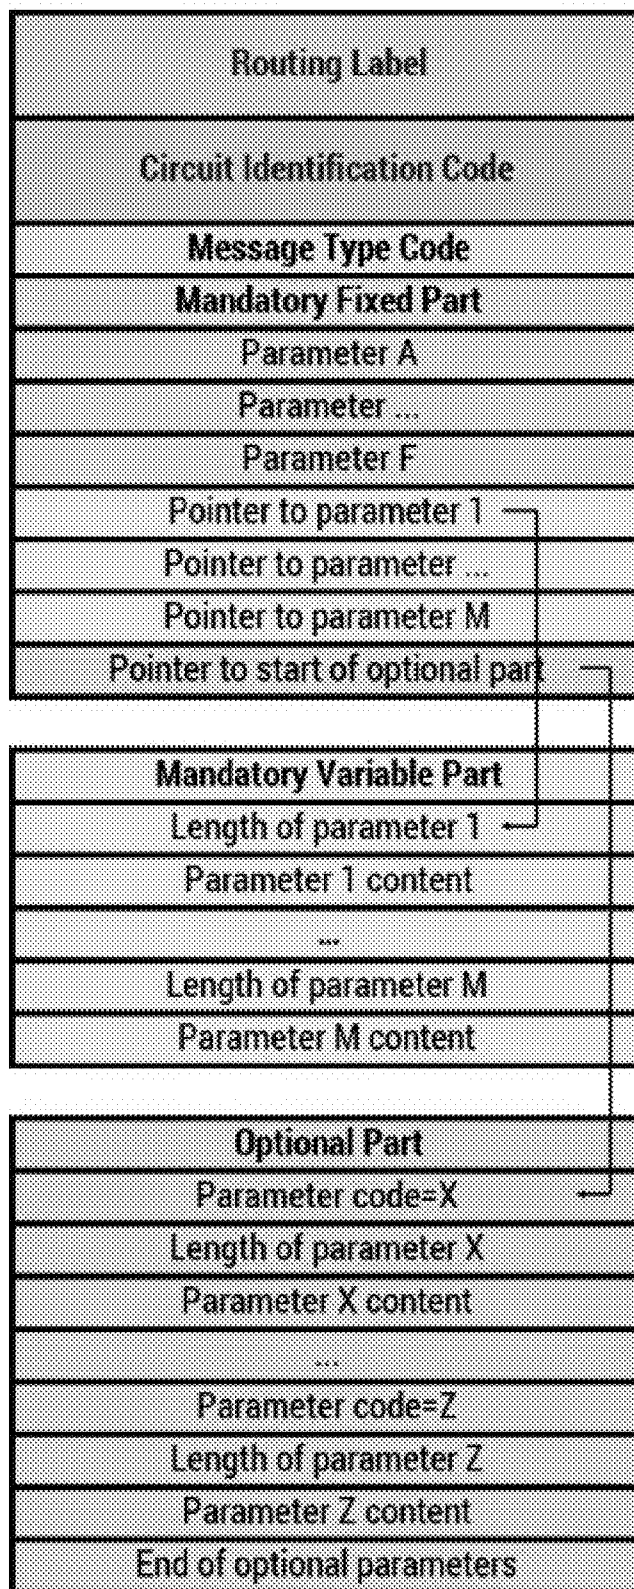 Routing Label
Circuit Identification Code
Message Type Code
Mandatory Fixed Part
Parameter A
Parameter ...
Parameter F
Pointer to parameter 1
Pointer to parameter ...
Pointer to parameter M
Pointer to start of optional part
Mandatory Variable Part
Length of parameter 1
Parameter 1 content
...
Length of parameter M
Parameter M content
Optional Part
Parameter code=X
Length of parameter X
Parameter X content
...
Parameter code=Z
Length of parameter Z
Parameter Z content
End of optional parameters